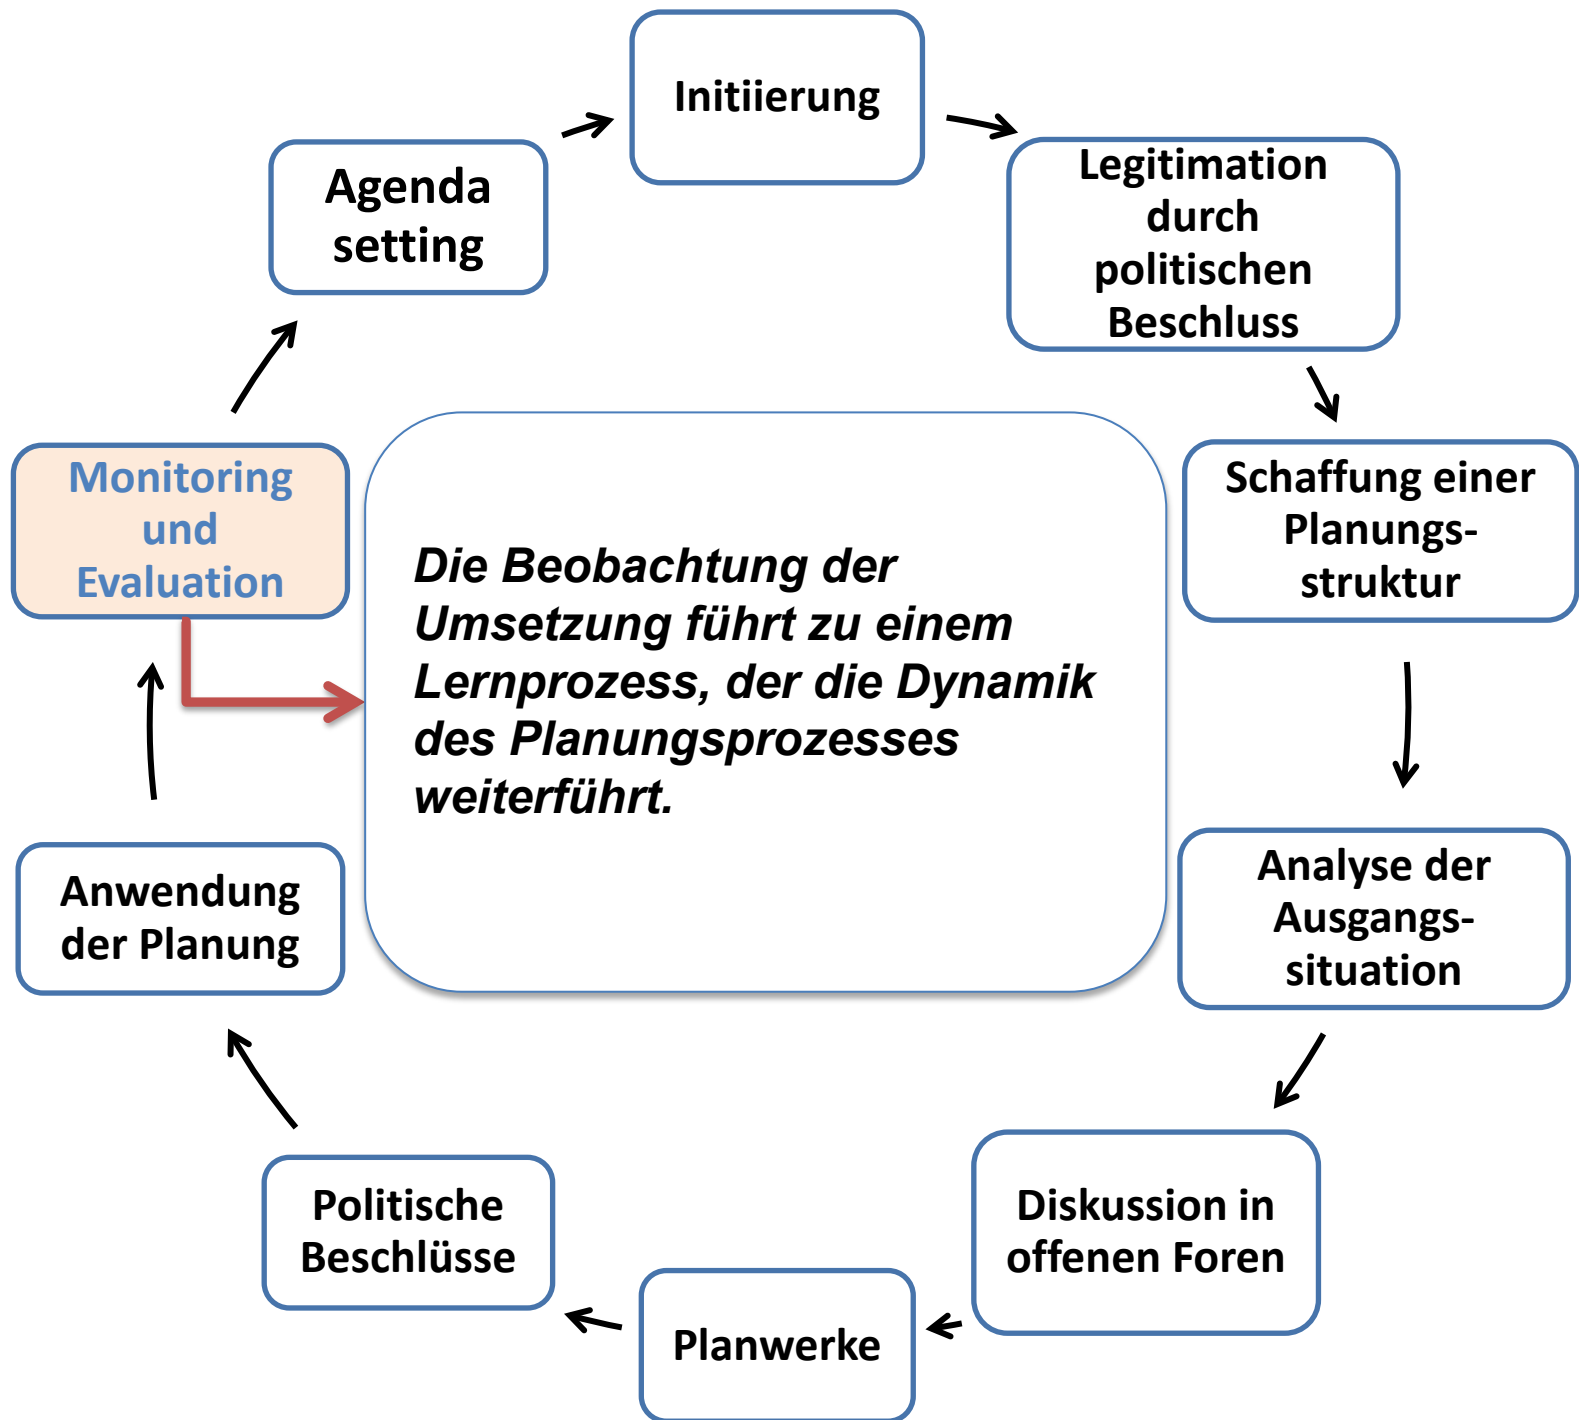 Initiierung
Legitimation
durch
politischen
Beschluss
Schaffung einer
Planungs-
struktur
Analyse der
Ausgangs-
situation
Diskussion in
offenen Foren
Planwerke
Politische
Beschlüsse
Anwendung
der Planung
Monitoring
und
Evaluation
Agenda
setting
Die Beobachtung der
Umsetzung führt zu einem
Lernprozess, der die Dynamik
des Planungsprozesses
weiterführt.